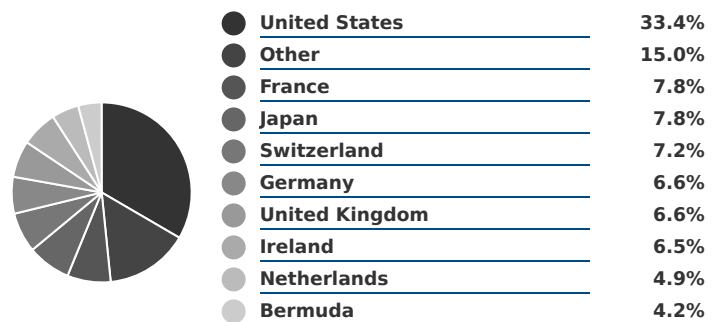 United States 33.4%
Other 15.0%
France 7.8%
Japan 7.8%
Switzerland 7.2%
Germany 6.6%
United Kingdom 6.6%
Ireland 6.5%
Netherlands 4.9%
Bermuda 4.2%